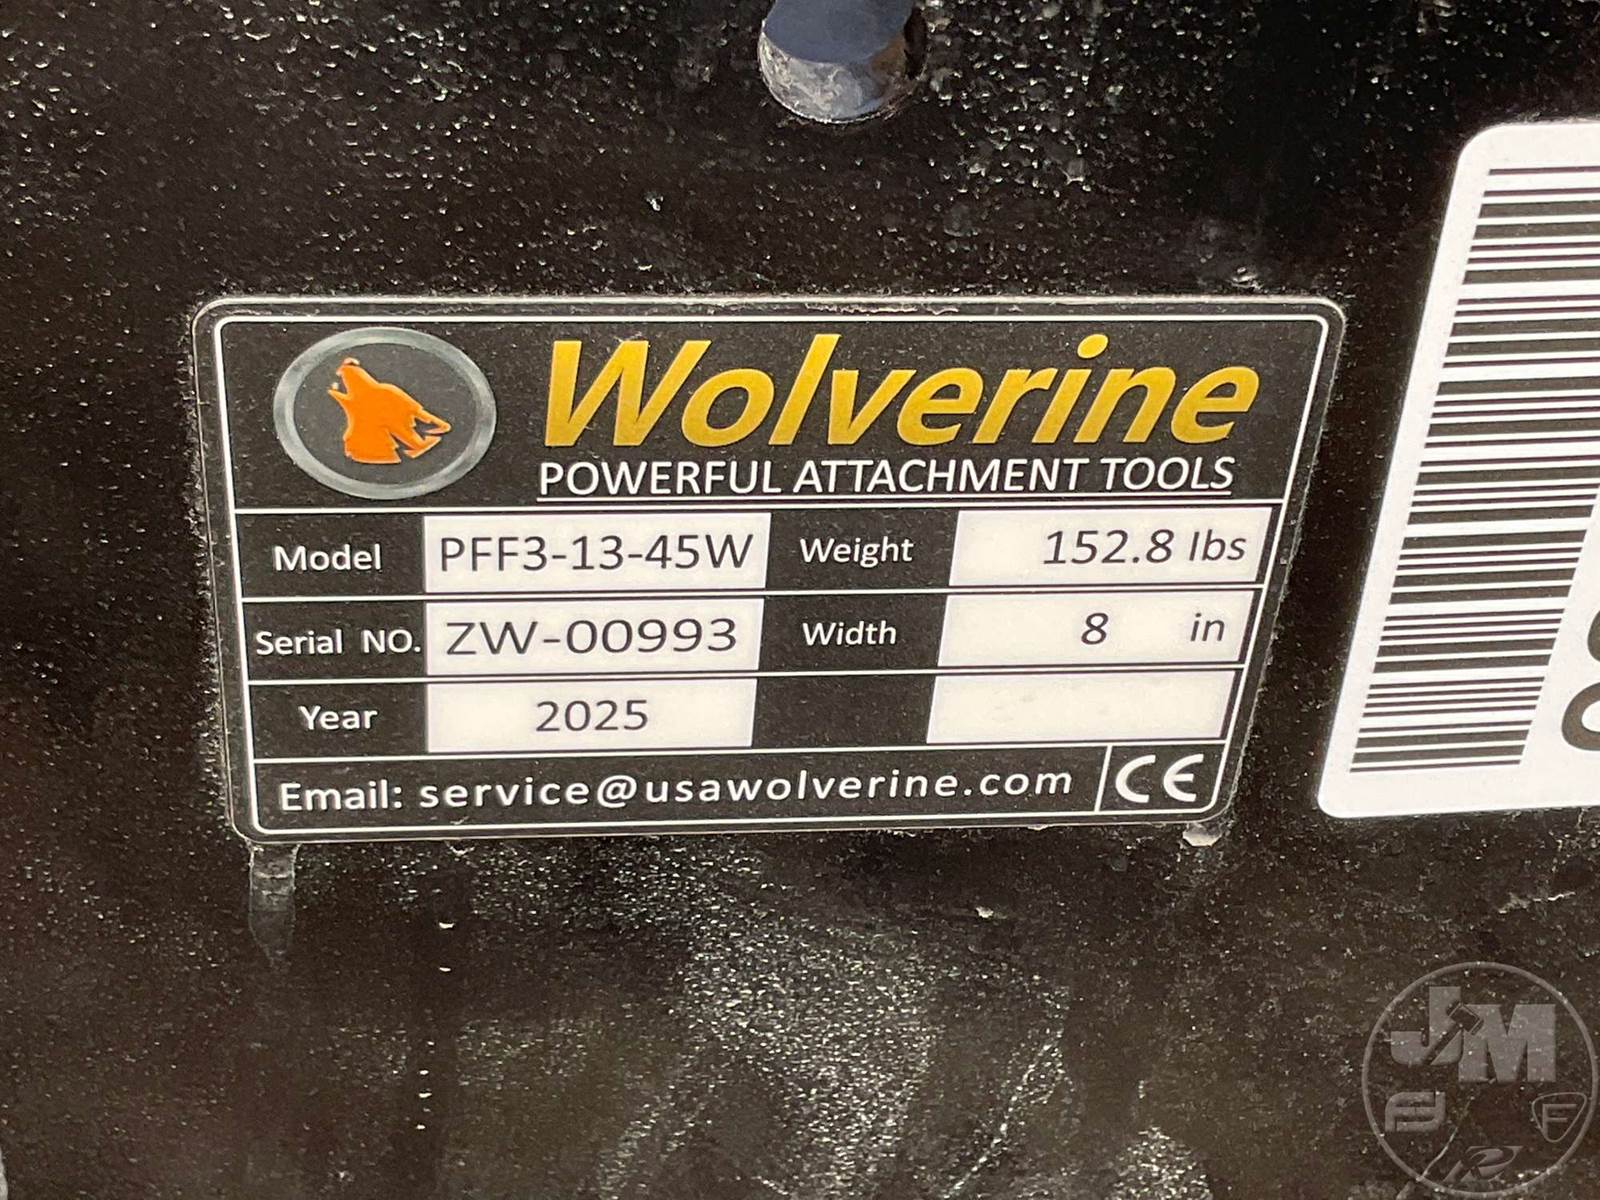 Wolverine
POWERFUL ATTACHMENT TOOLS
Model PFF3-13-45W Weight 152.8 lbs
Serial NO. ZW-00993 Width 8 in
Year 2025
Email: service@usawolverine.com CE
JM